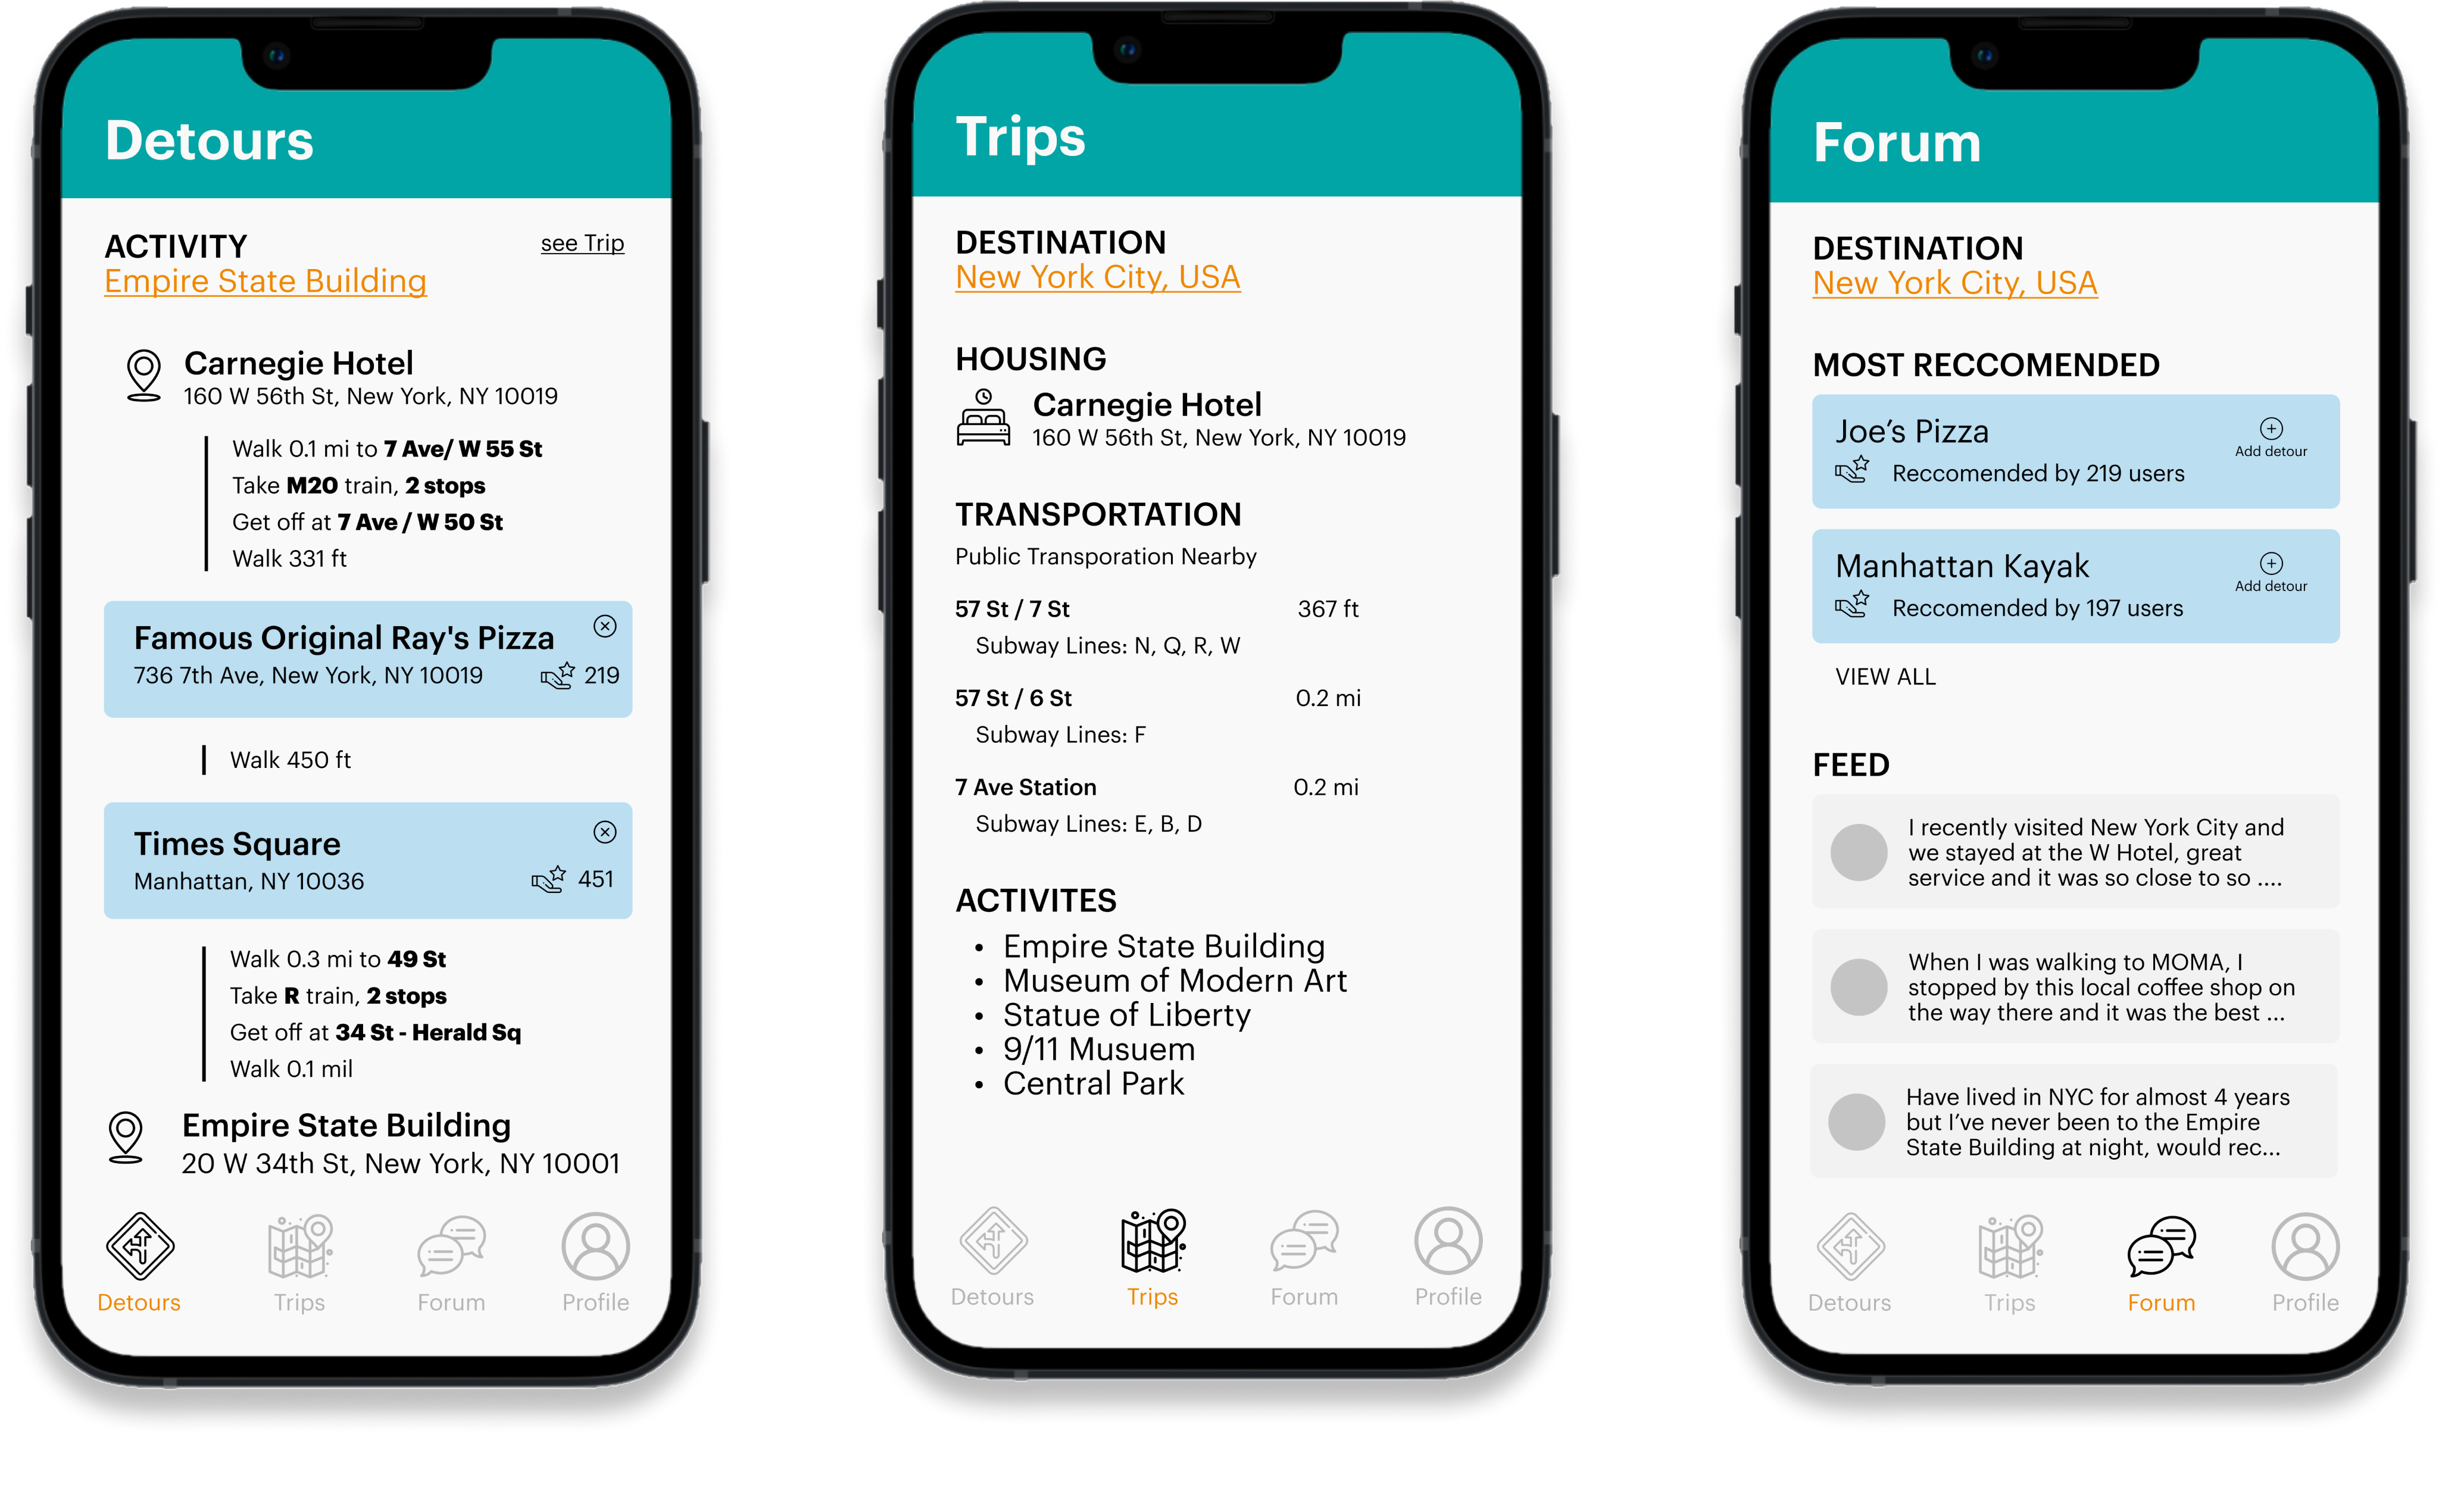 Detours
ACTIVITY
see Trip
Empire State Building
Carnegie Hotel
160 W 56th St, New York, NY 10019
Walk 0.1 mi to 7 Ave/ W 55 St
Take M20 train, 2 stops
Get off at 7 Ave / W 50 St
Walk 331 ft
Famous Original Ray's Pizza
736 7th Ave, New York, NY 10019
219
Walk 450 ft
Times Square
Manhattan, NY 10036
451
Walk 0.3 mi to 49 St
Take R train, 2 stops
Get off at 34 St - Herald Sq
Walk 0.1 mil
Empire State Building
20 W 34th St, New York, NY 10001
Detours
Trips
Forum
Profile
Trips
DESTINATION
New York City, USA
HOUSING
Carnegie Hotel
160 W 56th St, New York, NY 10019
TRANSPORTATION
Public Transporation Nearby
57 St / 7 St
367 ft
Subway Lines: N, Q, R, W
57 St / 6 St
0.2 mi
Subway Lines: F
7 Ave Station
0.2 mi
Subway Lines: E, B, D
ACTIVITES
• Empire State Building
• Museum of Modern Art
• Statue of Liberty
• 9/11 Musuem
• Central Park
Detours
Trips
Forum
Profile
Forum
DESTINATION
New York City, USA
MOST RECCOMENDED
Joe's Pizza
Reccomended by 219 users
Add detour
Manhattan Kayak
Reccomended by 197 users
Add detour
VIEW ALL
FEED
I recently visited New York City and
we stayed at the W Hotel, great
service and it was so close to so ....
When I was walking to MOMA, I
stopped by this local coffee shop on
the way there and it was the best ...
Have lived in NYC for almost 4 years
but I've never been to the Empire
State Building at night, would rec...
Detours
Trips
Forum
Profile